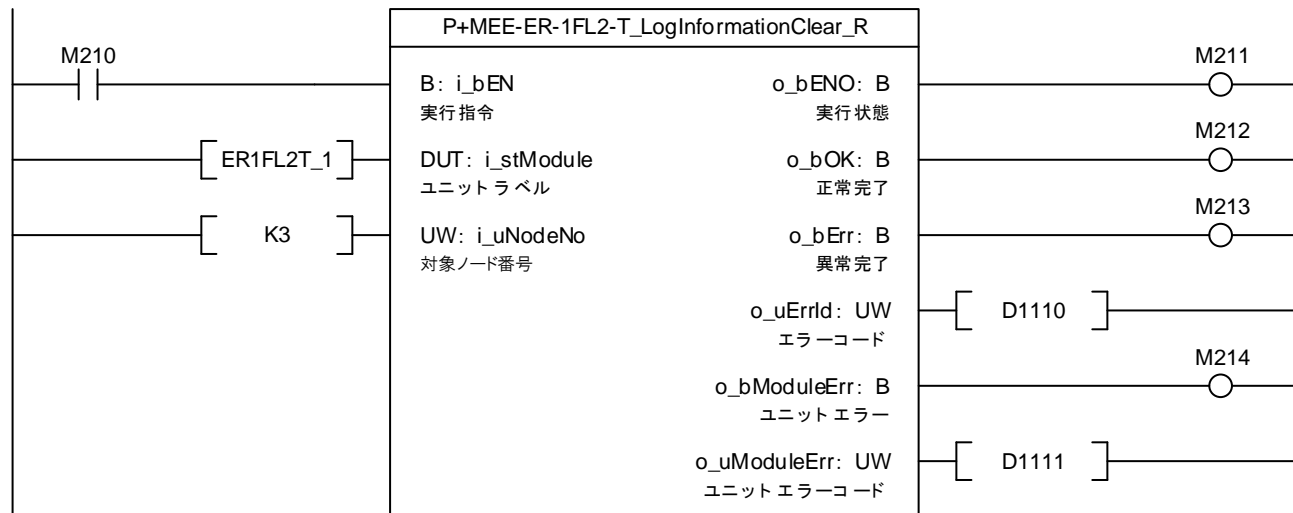 P+MEE-ER-1FL2-T_LogInformationClear_R
M210
M211
B: i_bEN
o_bENO: B
実行指令
実行状態
M212
ER1FL2T_1
DUT: i_stModule
o_bOK: B
ユニットラベル
正常完了
M213
K3
UW: i_uNodeNo
o_bErr: B
対象ノード番号
異常完了
o_uErrId: UW
D1110
エラーコード
M214
o_bModuleErr: B
ユニットエラー
o_uModuleErr: UW
D1111
ユニットエラーコード